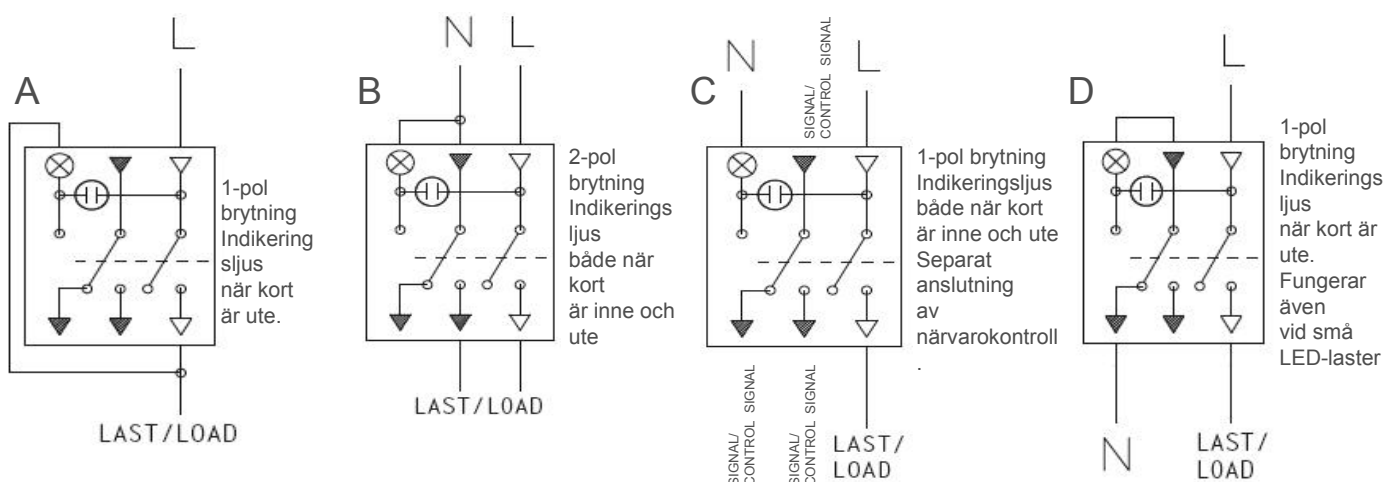 L
A
1-pol
brytning
Indikering
sljus
när kort
är ute.
LAST/LOAD
N L
B
2-pol
brytning
Indikerings
ljus
både när
kort
är inne och
ute
LAST/LOAD
N
SIGNAL/
CONTROL SIGNAL
L
C
1-pol brytning
Indikeringsljus
både när kort
är inne och ute
Separat
anslutning
av
närvarokontroll
.
SIGNAL/
CONTROL SIGNAL
SIGNAL/
CONTROL SIGNAL
LAST/
LOAD
L
D
1-pol
brytning
Indikerings
ljus
när kort är
ute.
Fungerar
även
vid små
LED-laster
N
LAST/
LOAD